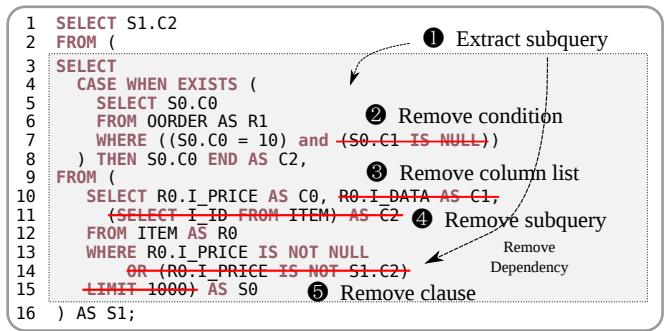 1 SELECT S1.C2
2 FROM (
❶ Extract subquery
3 SELECT
4 CASE WHEN EXISTS (
5 SELECT S0.C0
6 FROM OORDER AS R1
❷ Remove condition
7 WHERE ((S0.C0 = 10) and (S0.C1 IS NULL))
8 ) THEN S0.C0 END AS C2,
9 FROM (
❸ Remove column list
10 SELECT R0.I_PRICE AS C0, R0.I_DATA AS C1,
11 (SELECT I_ID FROM ITEM) AS C2
❹ Remove subquery
12 FROM ITEM AS R0
13 WHERE R0.I_PRICE IS NOT NULL
Remove
Dependency
14 OR (R0.I_PRICE IS NOT S1.C2)
15 LIMIT 1000) AS S0
❺ Remove clause
16 ) AS S1;